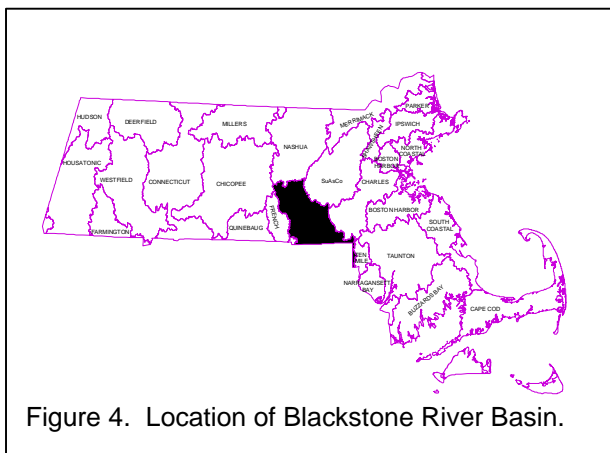 PARKER
HUDSON
DEERFIELD
MILLERS
MERRIMACK
IPSWICH
NASHUA
NORTH
COASTAL
BOSTON
HARBOR
HOUSATONIC
WESTFIELD
CONNECTICUT
CHICOPEE
SuAsCo
CHARLES
FRENCH
BOSTON HARBOR
QUINEBAUG
FARMINGTON
SOUTH
COASTAL
TEN
MILE
TAUNTON
NARRAGANSETT
BAY
BUZZARDS BAY
CAPE COD
Figure 4. Location of Blackstone River Basin.